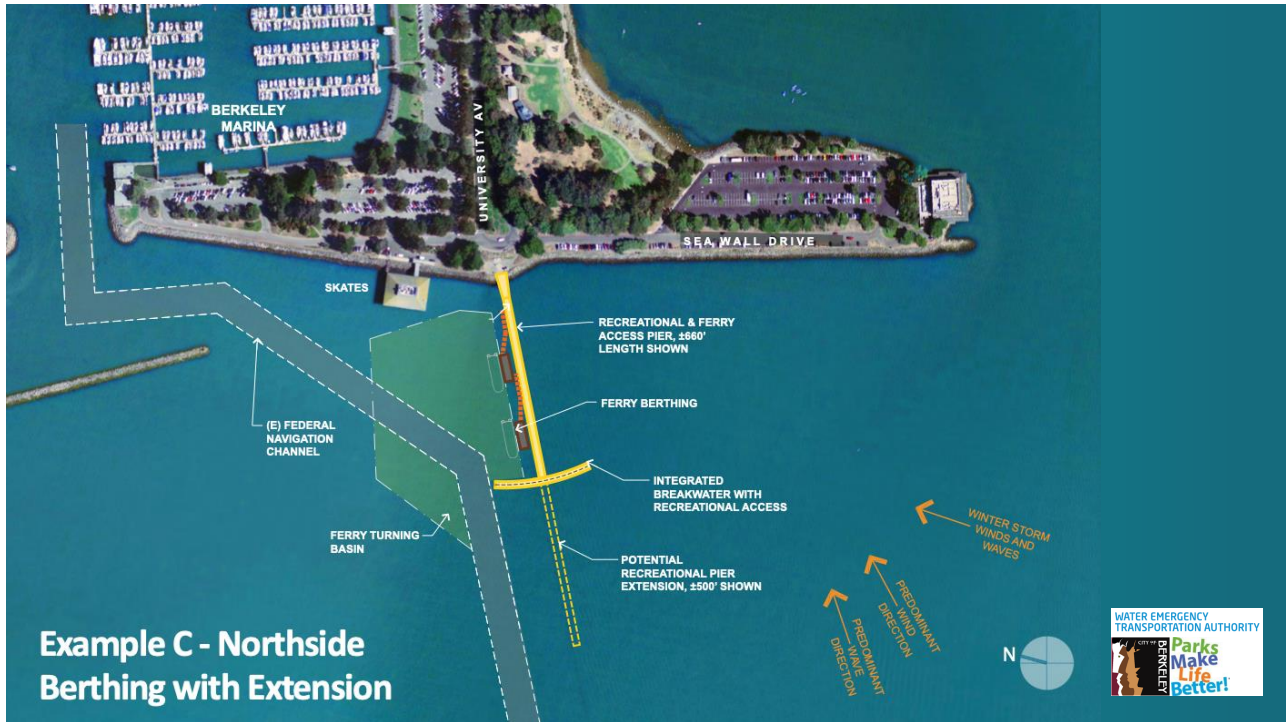 BERKELEY
MARINA
UNIVERSITY AV
SEA WALL DRIVE
SKATES
RECREATIONAL & FERRY
ACCESS PIER, ±660'
LENGTH SHOWN
FERRY BERTHING
(E) FEDERAL
NAVIGATION
CHANNEL
INTEGRATED
BREAKWATER WITH
RECREATIONAL ACCESS
FERRY TURNING
BASIN
POTENTIAL
RECREATIONAL PIER
EXTENSION, ±500' SHOWN
WINTER STORM
WINDS AND
WAVES
PREDOMINANT
WIND
DIRECTION
PREDOMINANT
WAVE
DIRECTION
N
Example C - Northside
Berthing with Extension
WATER EMERGENCY
TRANSPORTATION AUTHORITY
CITY OF
BERKELEY
Parks
Make
Life
Better!